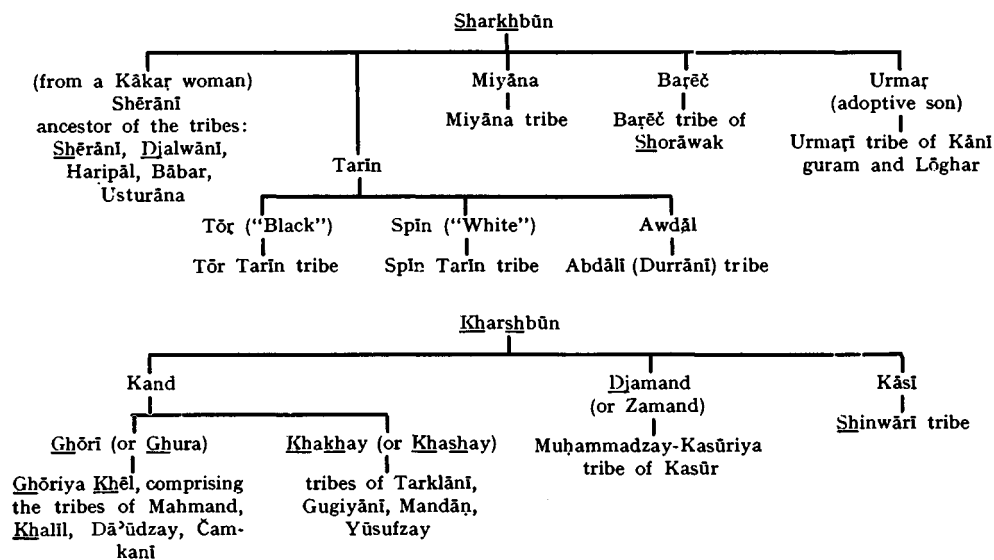 Sharkhbūn
(from a Kākaṛ woman)
Shērānī
ancestor of the tribes:
Shērānī, Djalwānī,
Haripāl, Bābar,
Usturāna
Tarīn
Miyāna
Miyāna tribe
Baṛēč
Baṛēč tribe of
Shorāwak
Urmaṛ
(adoptive son)
Urmaṛī tribe of Kānī
guram and Lōghar
Tōṛ (“Black”)
Tōr Tarīn tribe
Spīn (“White”)
Spīn Tarīn tribe
Awdāl
Abdālī (Durrānī) tribe
Kharshbūn
Kand
Ghōrī (or Ghura)
Ghōriya Khēl, comprising
the tribes of Mahmand,
Khalīl, Dāʾūdzay, Čam-
kanī
Khakhay (or Khashay)
tribes of Tarklānī,
Gugiyānī, Mandāṇ,
Yūsufzay
Djamand
(or Zamand)
Muḥammadzay-Kasūriya
tribe of Kasūr
Kāsī
Shinwārī tribe